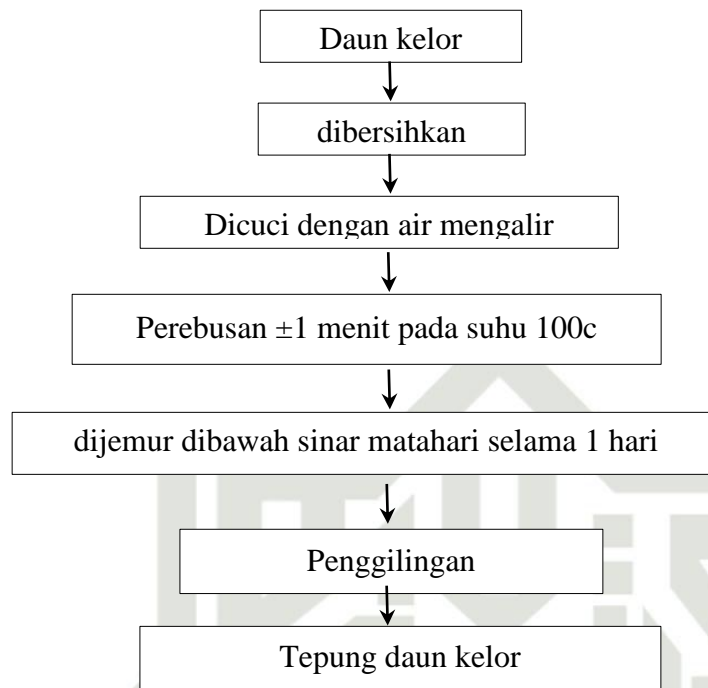 Daun kelor
dibersihkan
Dicuci dengan air mengalir
Perebusan ±1 menit pada suhu 100c
dijemur dibawah sinar matahari selama 1 hari
Penggilingan
Tepung daun kelor